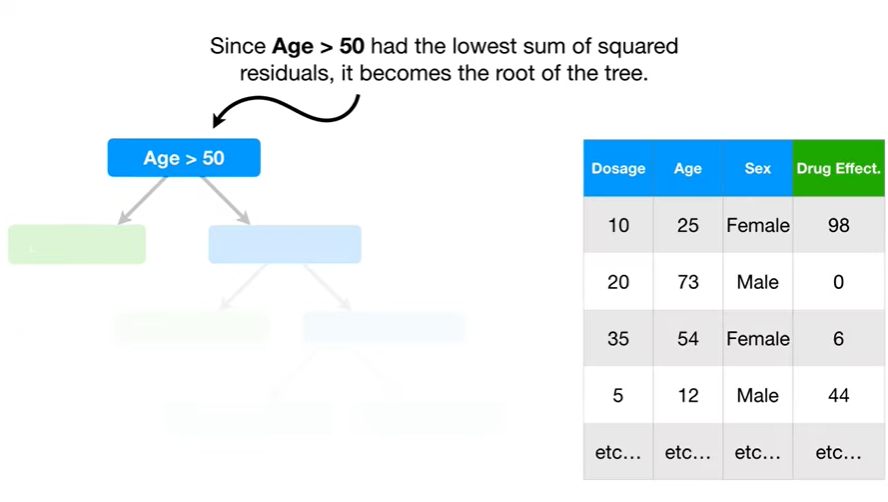 Since Age > 50 had the lowest sum of squared
residuals, it becomes the root of the tree.
Age > 50
Dosage Age Sex Drug Effect.
10 25 Female 98
20 73 Male 0
35 54 Female 6
5 12 Male 44
etc... etc... etc... etc...